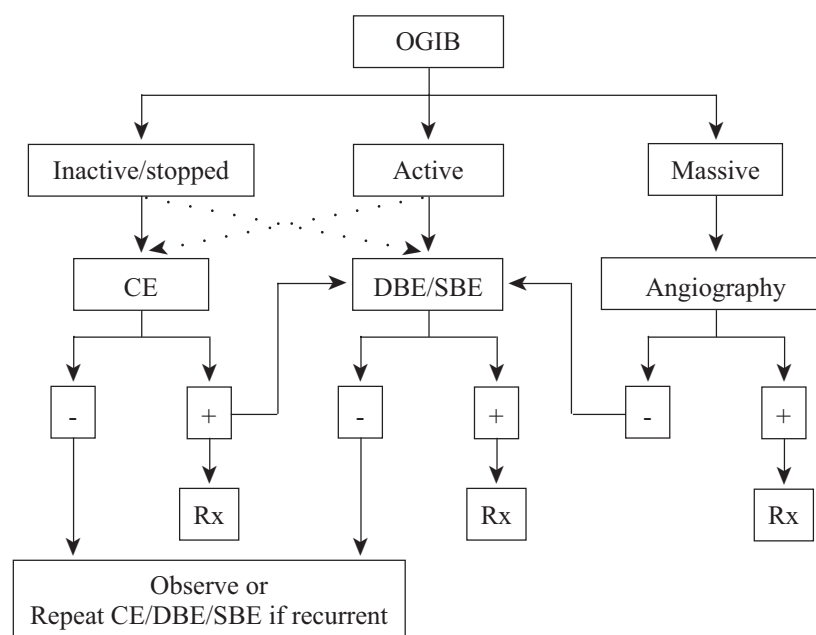 OGIB
Inactive/stopped
Active
Massive
CE
DBE/SBE
Angiography
-
+
-
+
-
+
Rx
Rx
Rx
Observe or
Repeat CE/DBE/SBE if recurrent